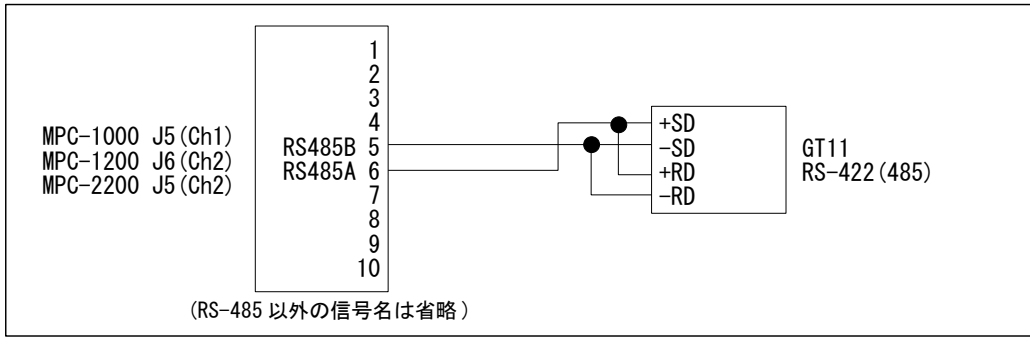 MPC-1000 J5(Ch1)
MPC-1200 J6(Ch2)
MPC-2200 J5(Ch2)
1
2
3
4
RS485B 5
RS485A 6
7
8
9
10
+SD
-SD
+RD
-RD
GT11
RS-422(485)
(RS-485 以外の信号名は省略)